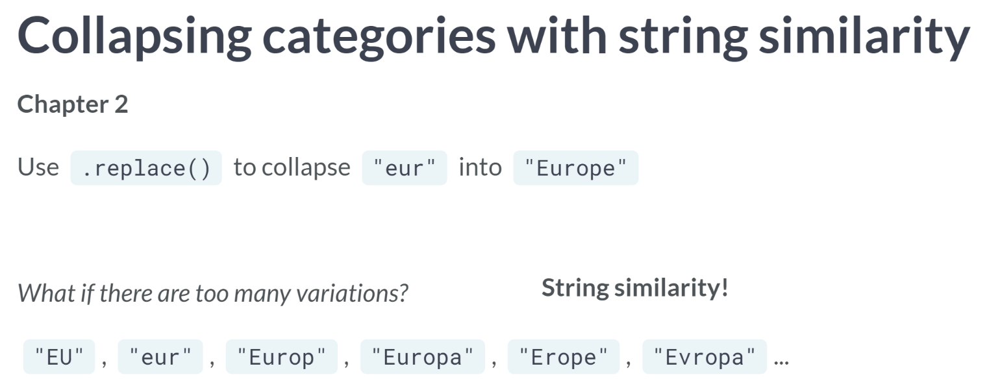 Collapsing categories with string similarity
Chapter 2
Use .replace() to collapse "eur" into "Europe"
What if there are too many variations?
String similarity!
"EU" , "eur" , "Europ" , "Europa" , "Erope" , "Evropa" ...